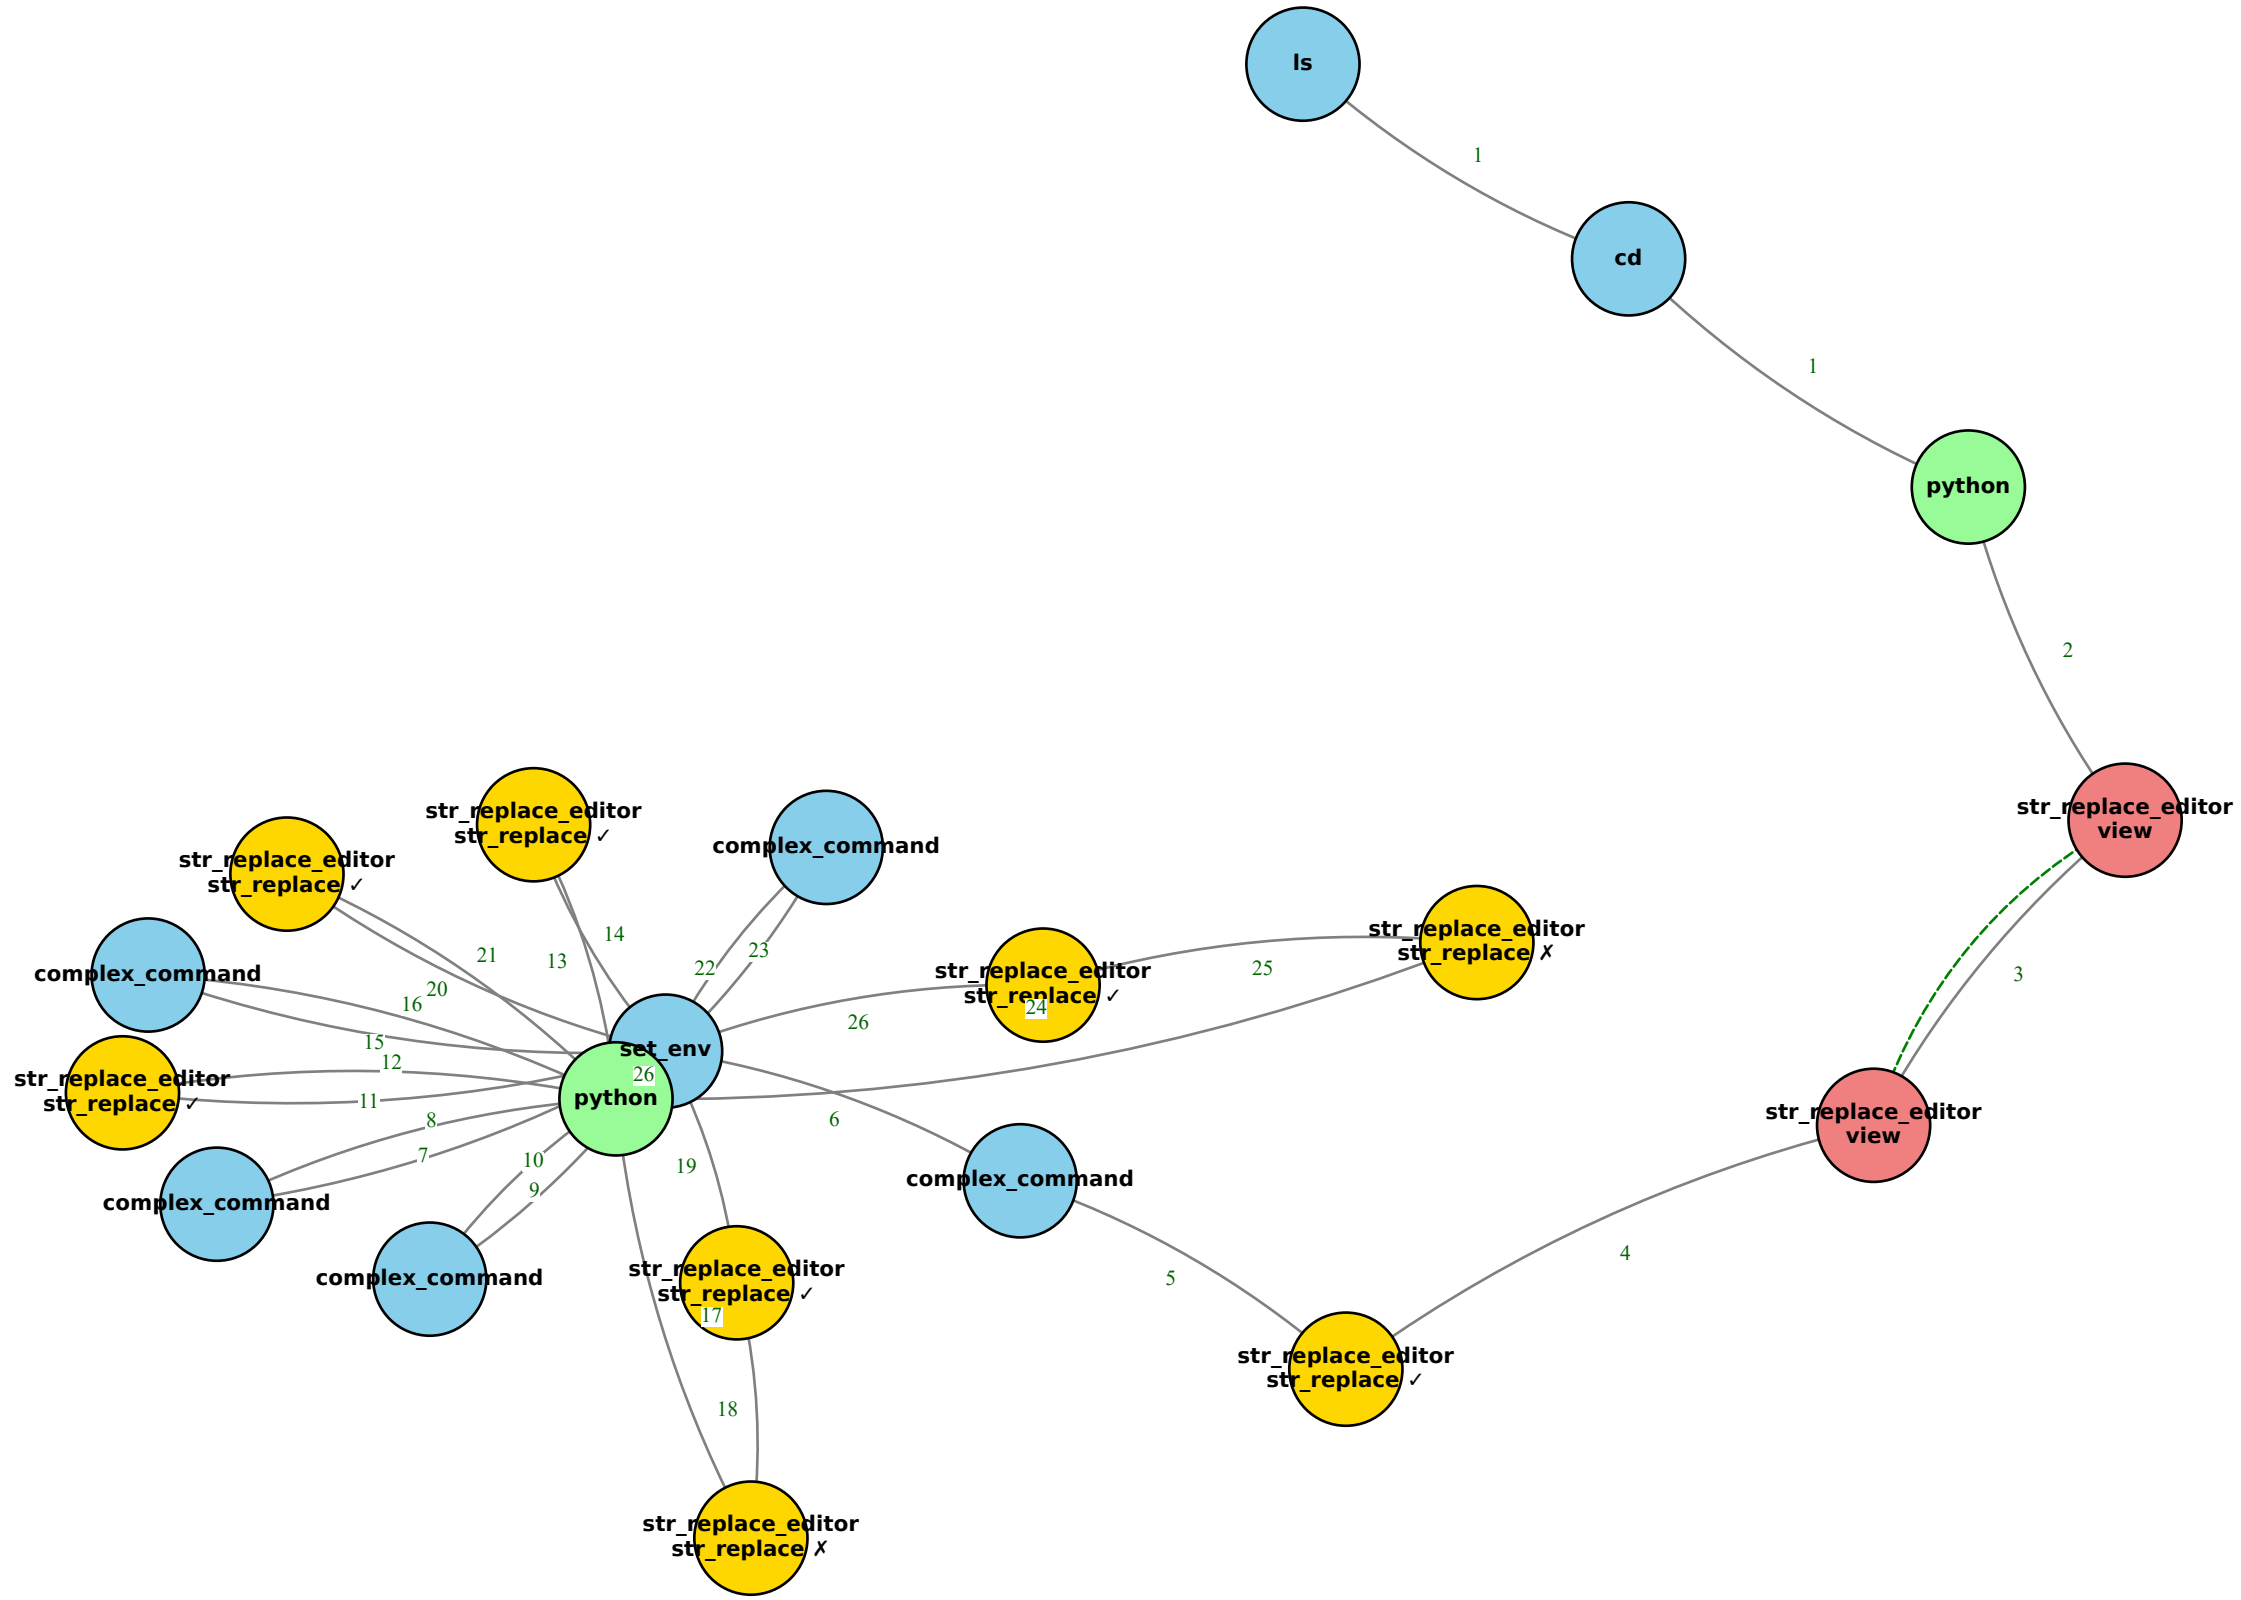 ls
1
cd
1
python
2
str_replace_editor
view
3
str_replace_editor
view
4
str_replace_editor
str_replace ✓
5
complex_command
6
str_replace_editor
str_replace ✓
str_replace_editor
str_replace ✓
complex_command
str_replace_editor
str_replace ✗
25
str_replace_editor
str_replace ✓
24
26
14
13
23
22
21
20
complex_command
16
15
12
str_replace_editor
str_replace ✓
11
set_env
26
python
8
7
complex_command
10
9
complex_command
19
str_replace_editor
str_replace ✓
17
18
str_replace_editor
str_replace ✗